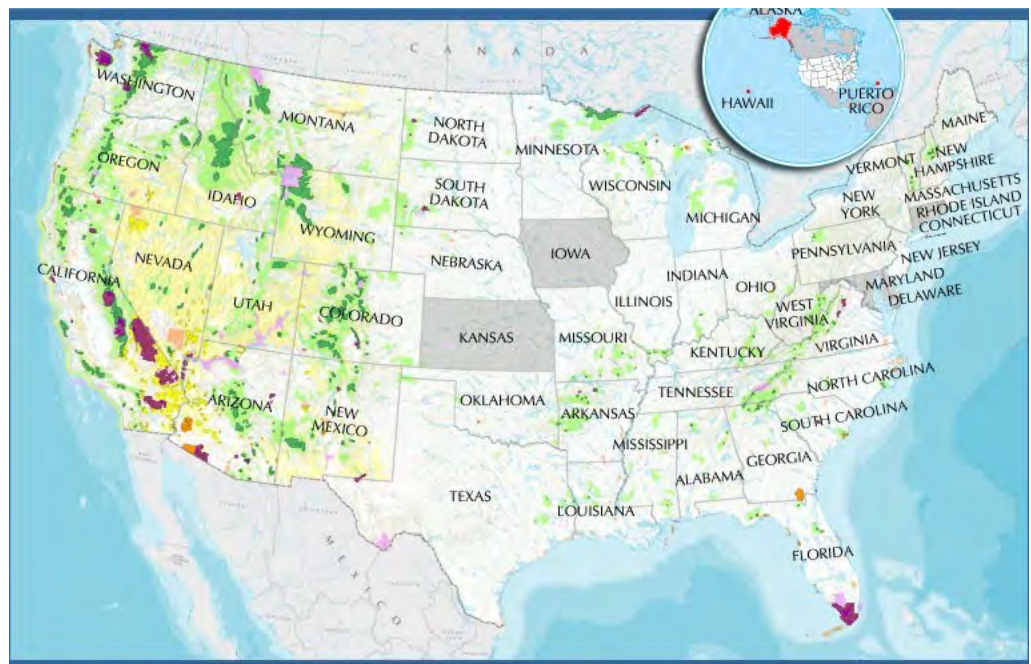 ALASKA
CANADA
HAWAII
PUERTO
RICO
WASHINGTON
MONTANA
NORTH
DAKOTA
MINNESOTA
MAINE
OREGON
IDAHO
SOUTH
DAKOTA
WISCONSIN
MICHIGAN
VERMONT
NEW
HAMPSHIRE
NEW
YORK
MASSACHUSETTS
RHODE ISLAND
CONNECTICUT
WYOMING
NEBRASKA
IOWA
PENNSYLVANIA
NEW JERSEY
CALIFORNIA
NEVADA
UTAH
COLORADO
KANSAS
ILLINOIS
INDIANA
OHIO
MARYLAND
DELAWARE
WEST
VIRGINIA
MISSOURI
KENTUCKY
VIRGINIA
ARIZONA
NEW
MEXICO
OKLAHOMA
ARKANSAS
TENNESSEE
NORTH CAROLINA
SOUTH CAROLINA
MISSISSIPPI
ALABAMA
GEORGIA
TEXAS
LOUISIANA
FLORIDA
MEXICO